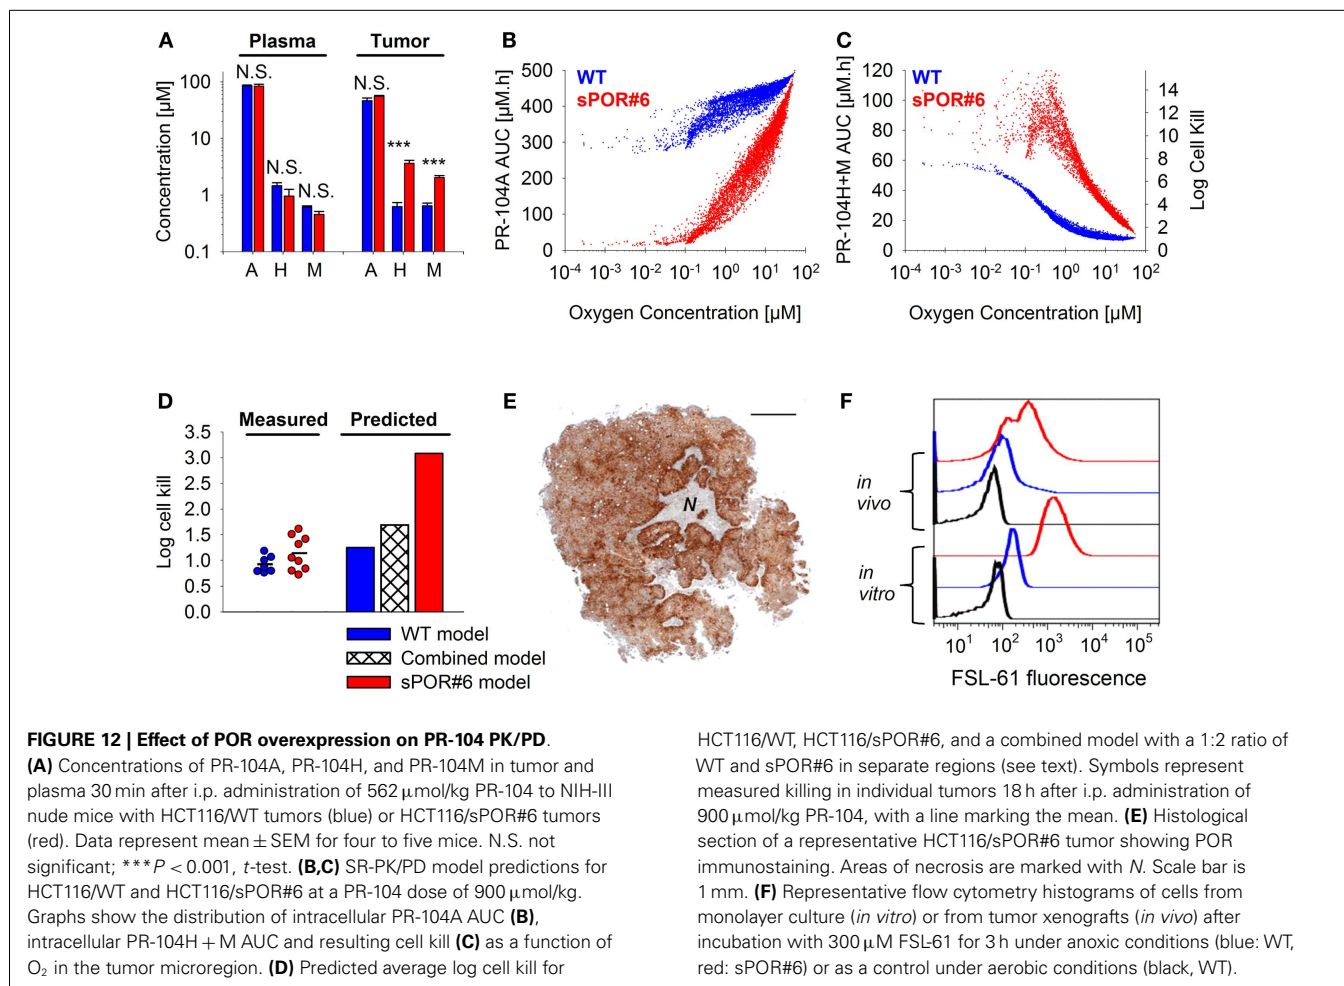 A
Plasma
Tumor
Concentration [µM]
100
10
1
0.1
N.S.
N.S.
N.S.
N.S.
***
***
A H M A H M
B
WT
sPOR#6
PR-104A AUC [µM.h]
500
400
300
200
100
0
10⁻⁴ 10⁻³ 10⁻² 10⁻¹ 10⁰ 10¹ 10²
Oxygen Concentration [µM]
C
WT
sPOR#6
PR-104H+M AUC [µM.h]
120
100
80
60
40
20
0
14
12
10
8
6
4
2
0
Log Cell Kill
10⁻⁴ 10⁻³ 10⁻² 10⁻¹ 10⁰ 10¹ 10²
Oxygen Concentration [µM]
D
Measured
Predicted
Log cell kill
3.5
3.0
2.5
2.0
1.5
1.0
0.5
0.0
WT model
Combined model
sPOR#6 model
E
N
F
in
vivo
in
vitro
10¹ 10² 10³ 10⁴ 10⁵
FSL-61 fluorescence
FIGURE 12 | Effect of POR overexpression on PR-104 PK/PD.
(A) Concentrations of PR-104A, PR-104H, and PR-104M in tumor and
plasma 30 min after i.p. administration of 562 µmol/kg PR-104 to NIH-III
nude mice with HCT116/WT tumors (blue) or HCT116/sPOR#6 tumors
(red). Data represent mean ± SEM for four to five mice. N.S. not
significant; ***P < 0.001, t-test. (B,C) SR-PK/PD model predictions for
HCT116/WT and HCT116/sPOR#6 at a PR-104 dose of 900 µmol/kg.
Graphs show the distribution of intracellular PR-104A AUC (B),
intracellular PR-104H + M AUC and resulting cell kill (C) as a function of
O₂ in the tumor microregion. (D) Predicted average log cell kill for
HCT116/WT, HCT116/sPOR#6, and a combined model with a 1:2 ratio of
WT and sPOR#6 in separate regions (see text). Symbols represent
measured killing in individual tumors 18 h after i.p. administration of
900 µmol/kg PR-104, with a line marking the mean. (E) Histological
section of a representative HCT116/sPOR#6 tumor showing POR
immunostaining. Areas of necrosis are marked with N. Scale bar is
1 mm. (F) Representative flow cytometry histograms of cells from
monolayer culture (in vitro) or from tumor xenografts (in vivo) after
incubation with 300 µM FSL-61 for 3 h under anoxic conditions (blue: WT,
red: sPOR#6) or as a control under aerobic conditions (black, WT).